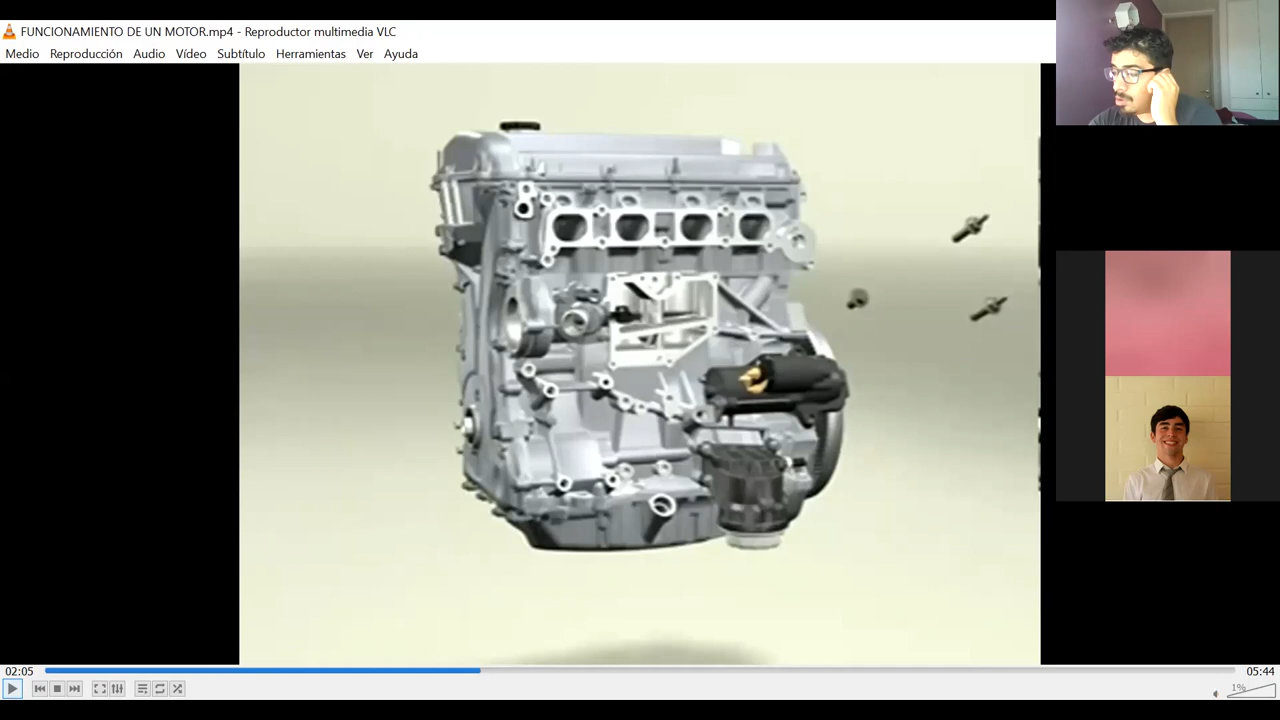 FUNCIONAMIENTO DE UN MOTOR.mp4 - Reproductor multimedia VLC
Medio Reproducción Audio Vídeo Subtítulo Herramientas Ver Ayuda
02:05 05:44
1%